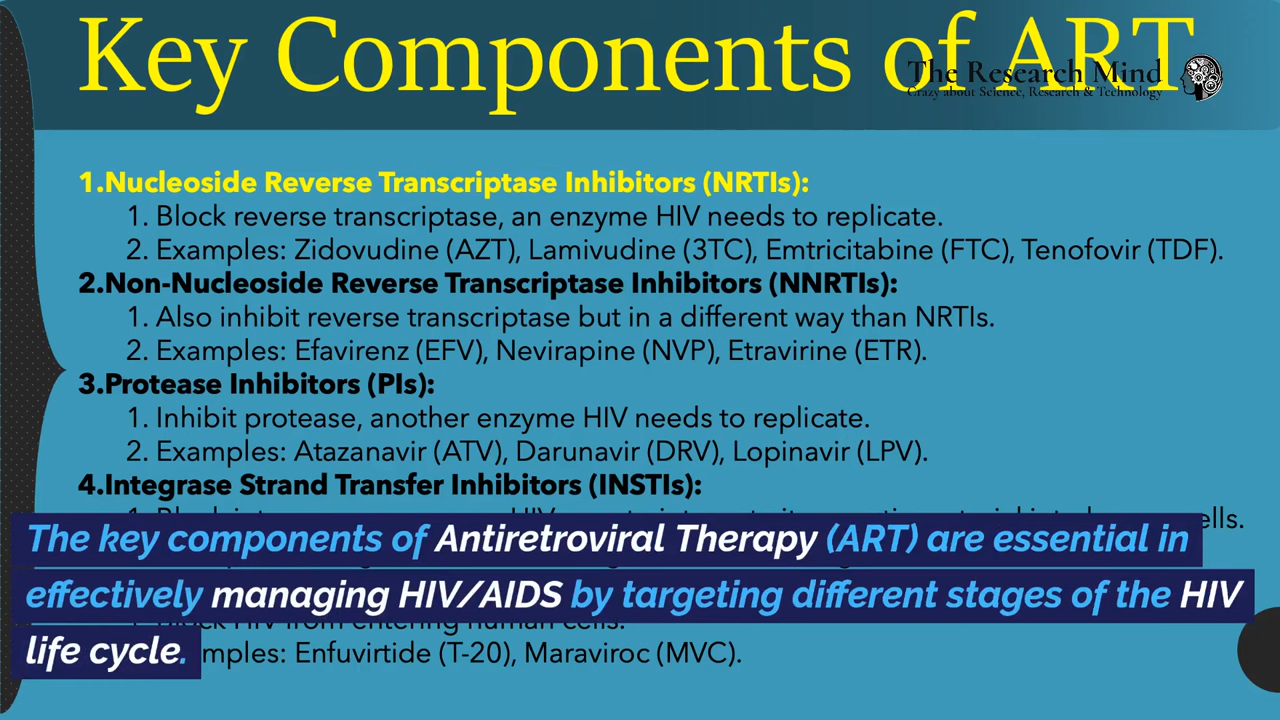 Key Components of ART
The Research Mind
Crazy about Science, Research & Technology
1.Nucleoside Reverse Transcriptase Inhibitors (NRTIs):
1. Block reverse transcriptase, an enzyme HIV needs to replicate.
2. Examples: Zidovudine (AZT), Lamivudine (3TC), Emtricitabine (FTC), Tenofovir (TDF).
2.Non-Nucleoside Reverse Transcriptase Inhibitors (NNRTIs):
1. Also inhibit reverse transcriptase but in a different way than NRTIs.
2. Examples: Efavirenz (EFV), Nevirapine (NVP), Etravirine (ETR).
3.Protease Inhibitors (PIs):
1. Inhibit protease, another enzyme HIV needs to replicate.
2. Examples: Atazanavir (ATV), Darunavir (DRV), Lopinavir (LPV).
4.Integrase Strand Transfer Inhibitors (INSTIs):
The key components of Antiretroviral Therapy (ART) are essential in
effectively managing HIV/AIDS by targeting different stages of the HIV
life cycle.
HIV from entering human cells.
Enfuvirtide (T-20), Maraviroc (MVC).